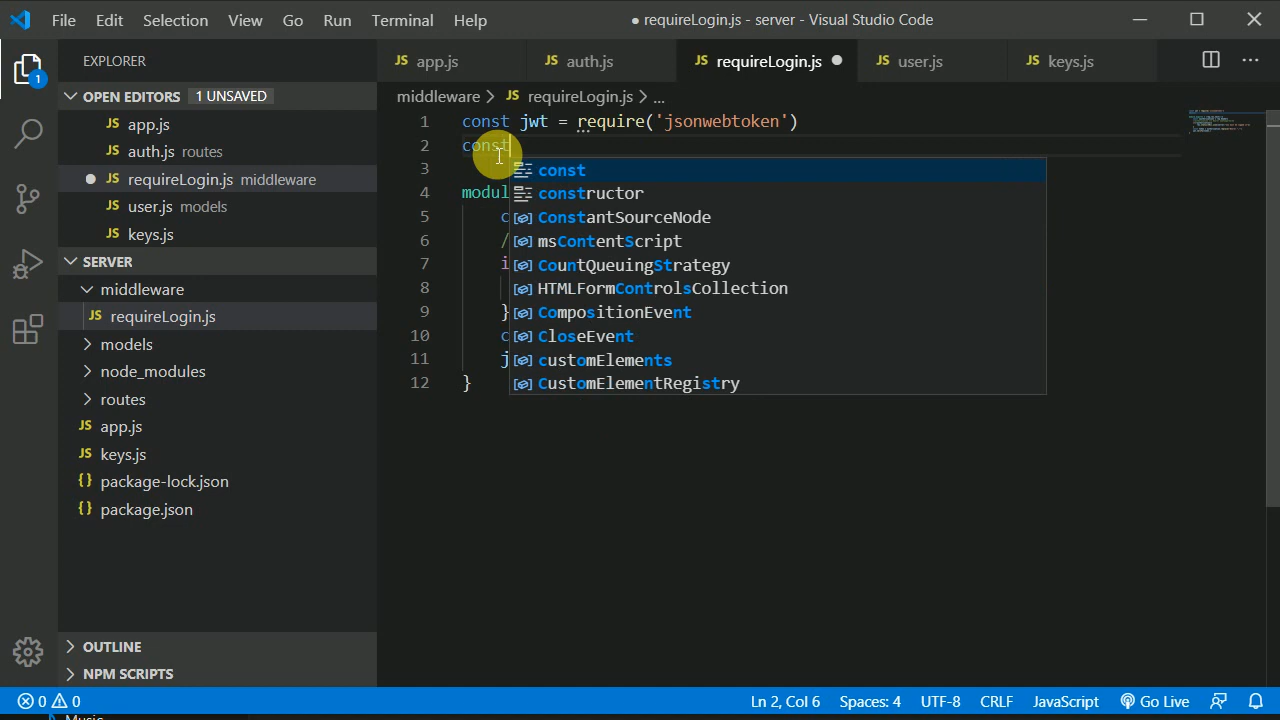 File Edit Selection View Go Run Terminal Help ● requireLogin.js - server - Visual Studio Code
EXPLORER
JS app.js JS auth.js JS requireLogin.js ● JS user.js JS keys.js
OPEN EDITORS 1 UNSAVED
JS app.js
JS auth.js routes
● JS requireLogin.js middleware
JS user.js models
JS keys.js
SERVER
middleware
JS requireLogin.js
models
node_modules
routes
JS app.js
JS keys.js
{} package-lock.json
{} package.json
OUTLINE
NPM SCRIPTS
1
middleware > JS requireLogin.js > ...
1 const jwt = require('jsonwebtoken')
2 const
3
4 modul
5 c
6 /
7 i
8
9 }
10 c
11 j
12 }
const
constructor
ConstantSourceNode
msContentScript
CountQueuingStrategy
HTMLFormControlsCollection
CompositionEvent
CloseEvent
customElements
CustomElementRegistry
0 0 Ln 2, Col 6 Spaces: 4 UTF-8 CRLF JavaScript Go Live